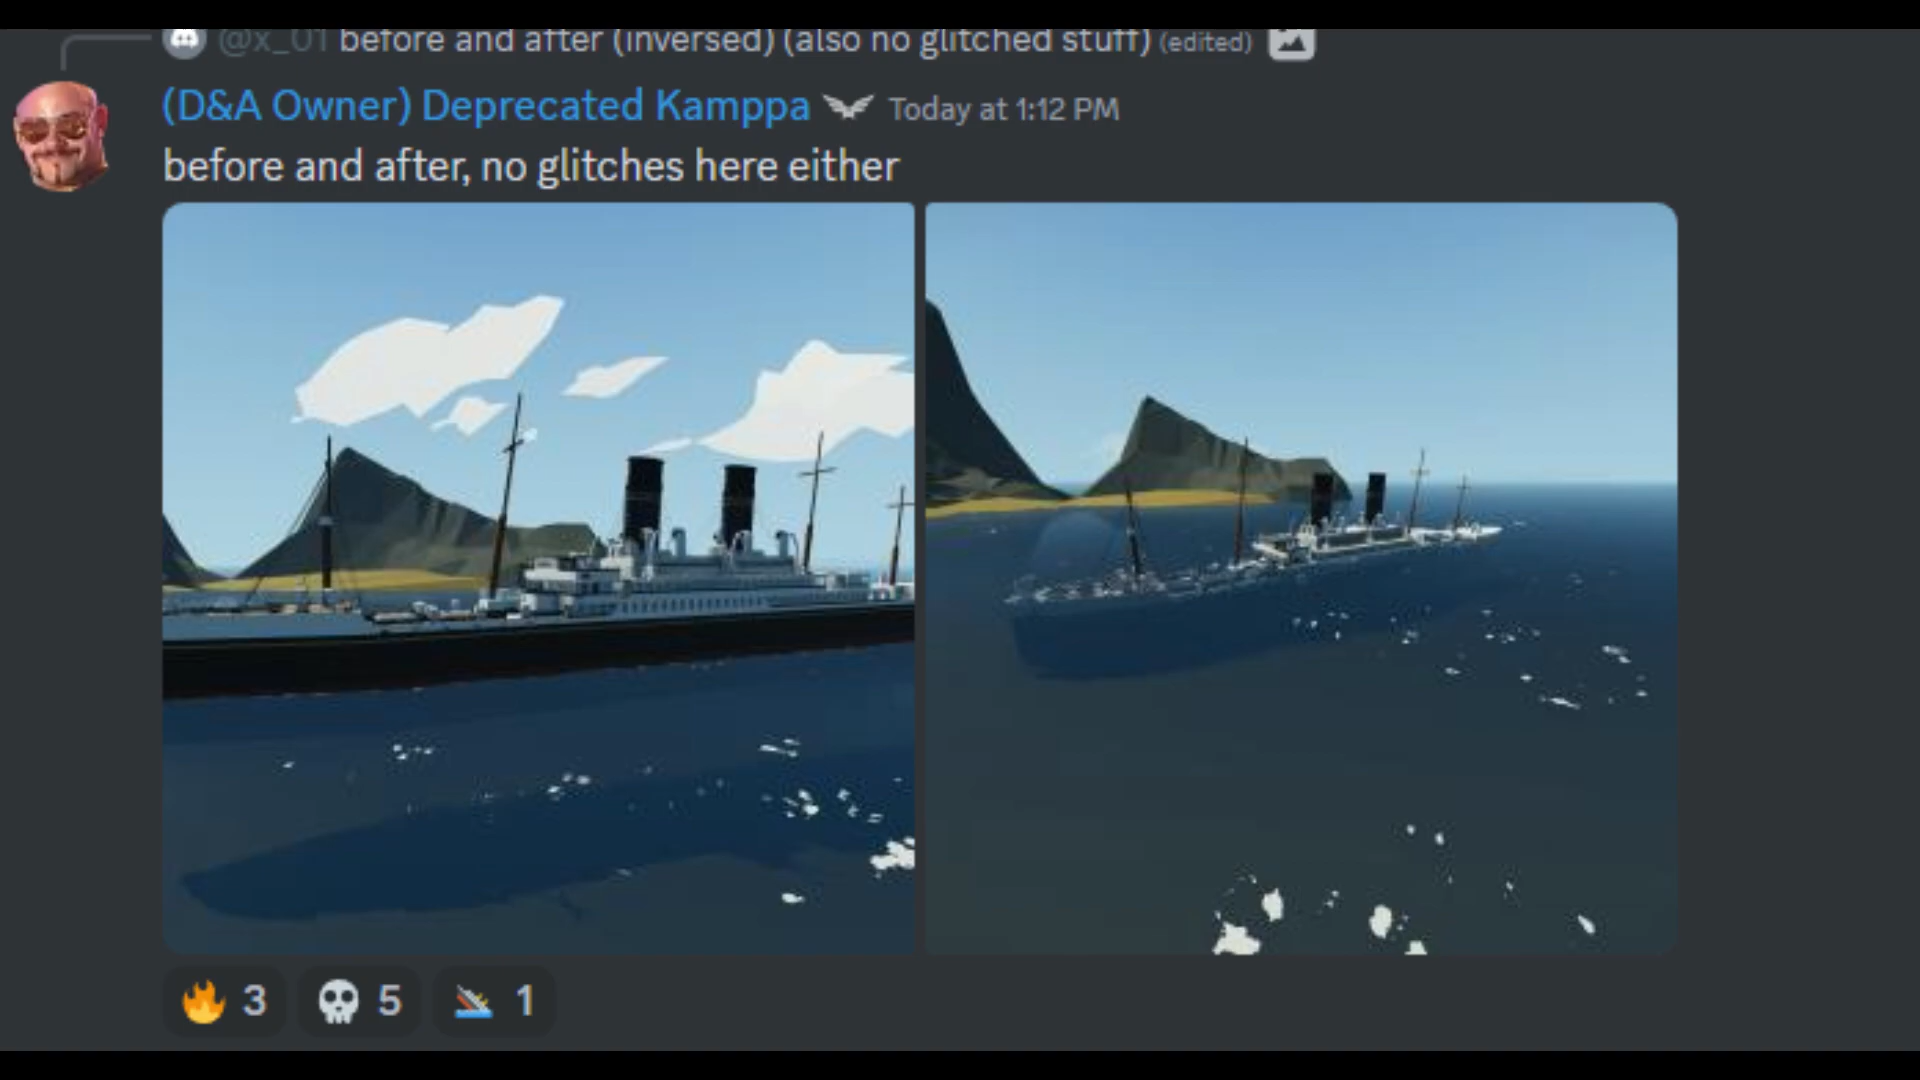 @x_01 before and after (inversed) (also no glitched stuff) (edited)
(D&A Owner) Deprecated Kamppa Today at 1:12 PM
before and after, no glitches here either
3 5 1